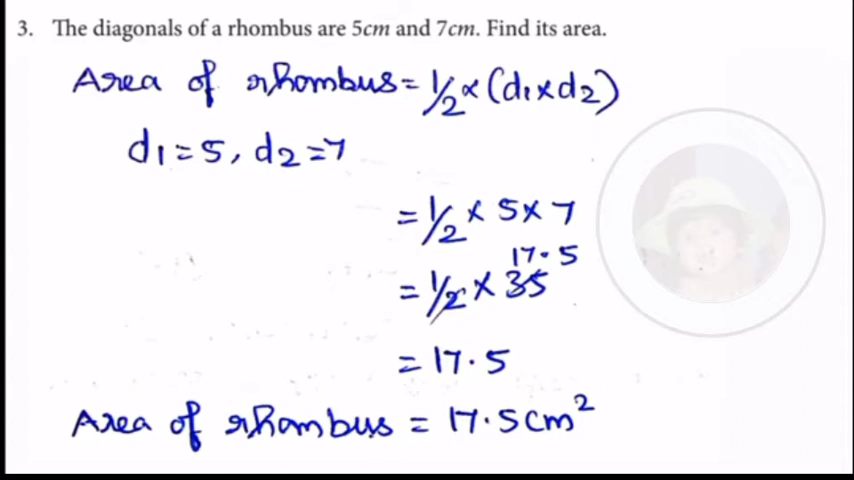 3. The diagonals of a rhombus are 5cm and 7cm. Find its area.
Area of rhombus = 1/2 × (d1×d2)
d1 = 5, d2 = 7
= 1/2 × 5 × 7
17.5
= 1/2 × 35
= 17.5
Area of rhombus = 17.5 cm²